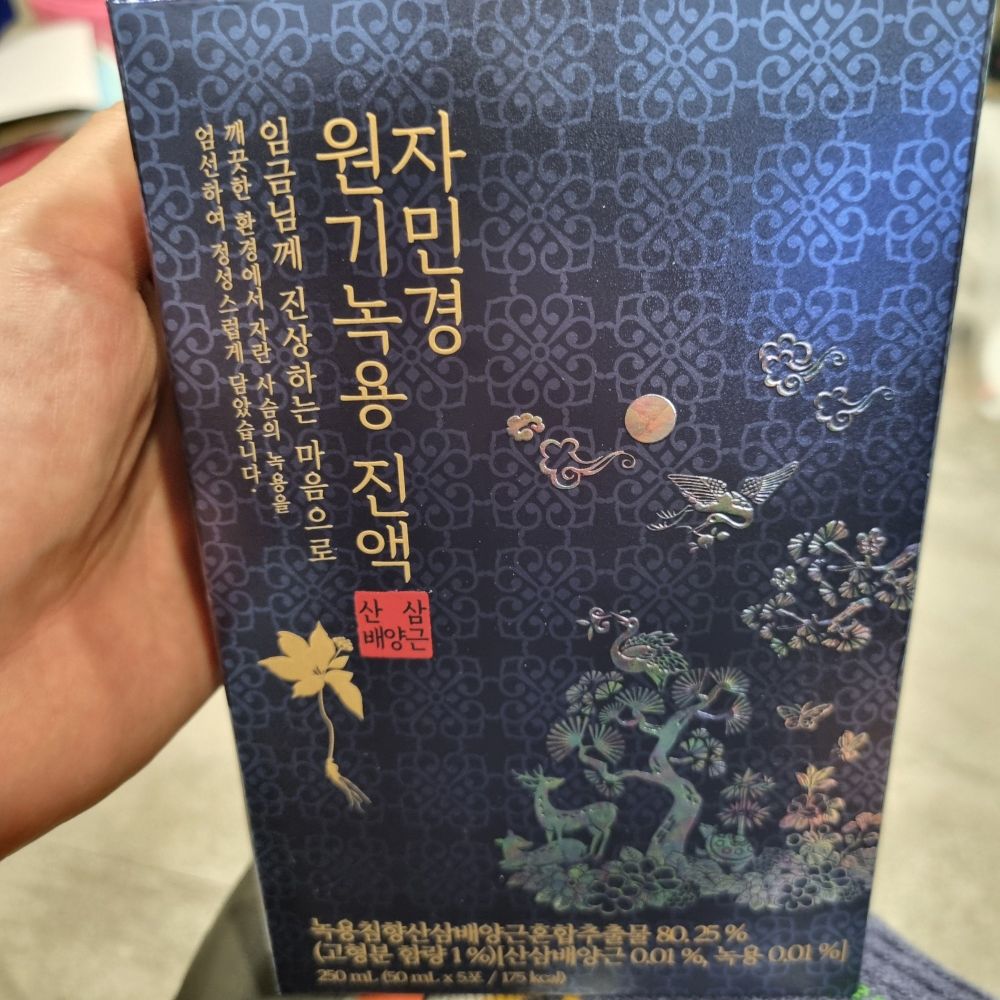 자민경
원기녹용 진액
산삼
배양근
임금님께 진상하는 마음으로
깨끗한 환경에서 자란 사슴의 녹용을
엄선하여 정성스럽게 담았습니다.
녹용침향산삼배양근혼합추출물 80.25 %
(고형분 함량 1 %)[산삼배양근 0.01 %, 녹용 0.01 %]
250 mL (50 mL x 5포 / 175 kcal)